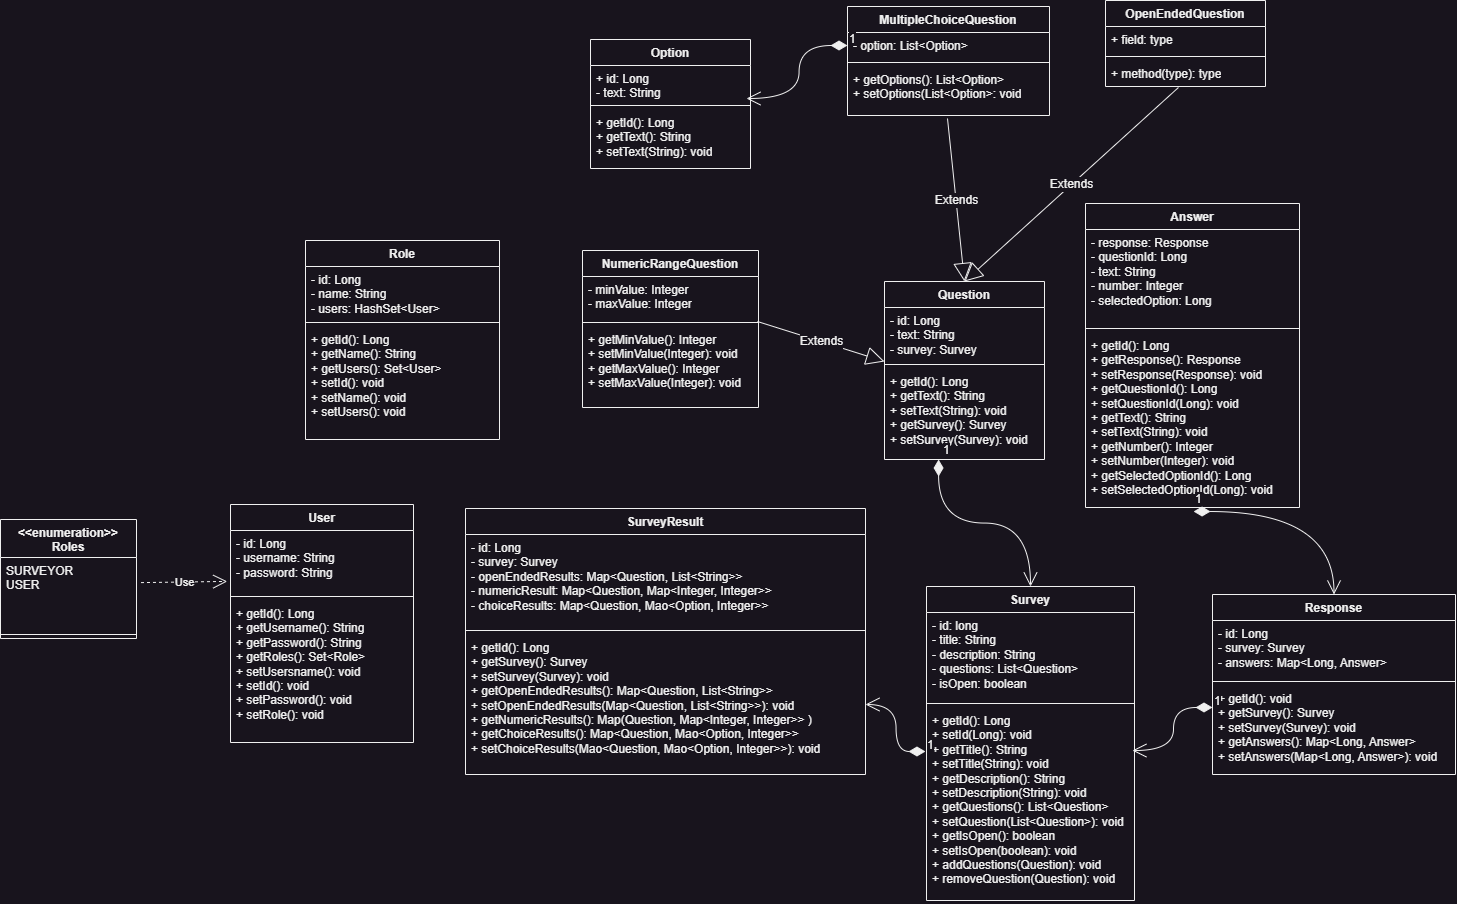 MultipleChoiceQuestion
1
- option: List<Option>
+ getOptions(): List<Option>
+ setOptions(List<Option>: void
OpenEndedQuestion
+ field: type
+ method(type): type
Option
+ id: Long
- text: String
+ getId(): Long
+ getText(): String
+ setText(String): void
Extends
Extends
Answer
- response: Response
- questionId: Long
- text: String
- number: Integer
- selectedOption: Long
+ getId(): Long
+ getResponse(): Response
+ setResponse(Response): void
+ getQuestionId(): Long
+ setQuestionId(Long): void
+ getText(): String
+ setText(String): void
+ getNumber(): Integer
+ setNumber(Integer): void
+ getSelectedOptionId(): Long
+ setSelectedOptionId(Long): void
1
Role
- id: Long
- name: String
- users: HashSet<User>
+ getId(): Long
+ getName(): String
+ getUsers(): Set<User>
+ setId(): void
+ setName(): void
+ setUsers(): void
NumericRangeQuestion
- minValue: Integer
- maxValue: Integer
+ getMinValue(): Integer
+ setMinValue(Integer): void
+ getMaxValue(): Integer
+ setMaxValue(Integer): void
Extends
Question
- id: Long
- text: String
- survey: Survey
+ getId(): Long
+ getText(): String
+ setText(String): void
+ getSurvey(): Survey
+ setSurvey(Survey): void
1
<<enumeration>>
Roles
SURVEYOR
USER
Use
User
- id: Long
- username: String
- password: String
+ getId(): Long
+ getUsername(): String
+ getPassword(): String
+ getRoles(): Set<Role>
+ setUsersname(): void
+ setId(): void
+ setPassword(): void
+ setRole(): void
SurveyResult
- id: Long
- survey: Survey
- openEndedResults: Map<Question, List<String>>
- numericResult: Map<Question, Map<Integer, Integer>>
- choiceResults: Map<Question, Mao<Option, Integer>>
+ getId(): Long
+ getSurvey(): Survey
+ setSurvey(Survey): void
+ getOpenEndedResults(): Map<Question, List<String>>
+ setOpenEndedResults(Map<Question, List<String>>): void
+ getNumericResults(): Map(Question, Map<Integer, Integer>> )
+ getChoiceResults(): Map<Question, Mao<Option, Integer>>
+ setChoiceResults(Mao<Question, Mao<Option, Integer>>): void
Survey
- id: long
- title: String
- description: String
- questions: List<Question>
- isOpen: boolean
+ getId(): Long
+ setId(Long): void
1
+ getTitle(): String
+ setTitle(String): void
+ getDescription(): String
+ setDescription(String): void
+ getQuestions(): List<Question>
+ setQuestion(List<Question>): void
+ getIsOpen(): boolean
+ setIsOpen(boolean): void
+ addQuestions(Question): void
+ removeQuestion(Question): void
Response
- id: Long
- survey: Survey
- answers: Map<Long, Answer>
1
+ getId(): void
+ getSurvey(): Survey
+ setSurvey(Survey): void
+ getAnswers(): Map<Long, Answer>
+ setAnswers(Map<Long, Answer>): void